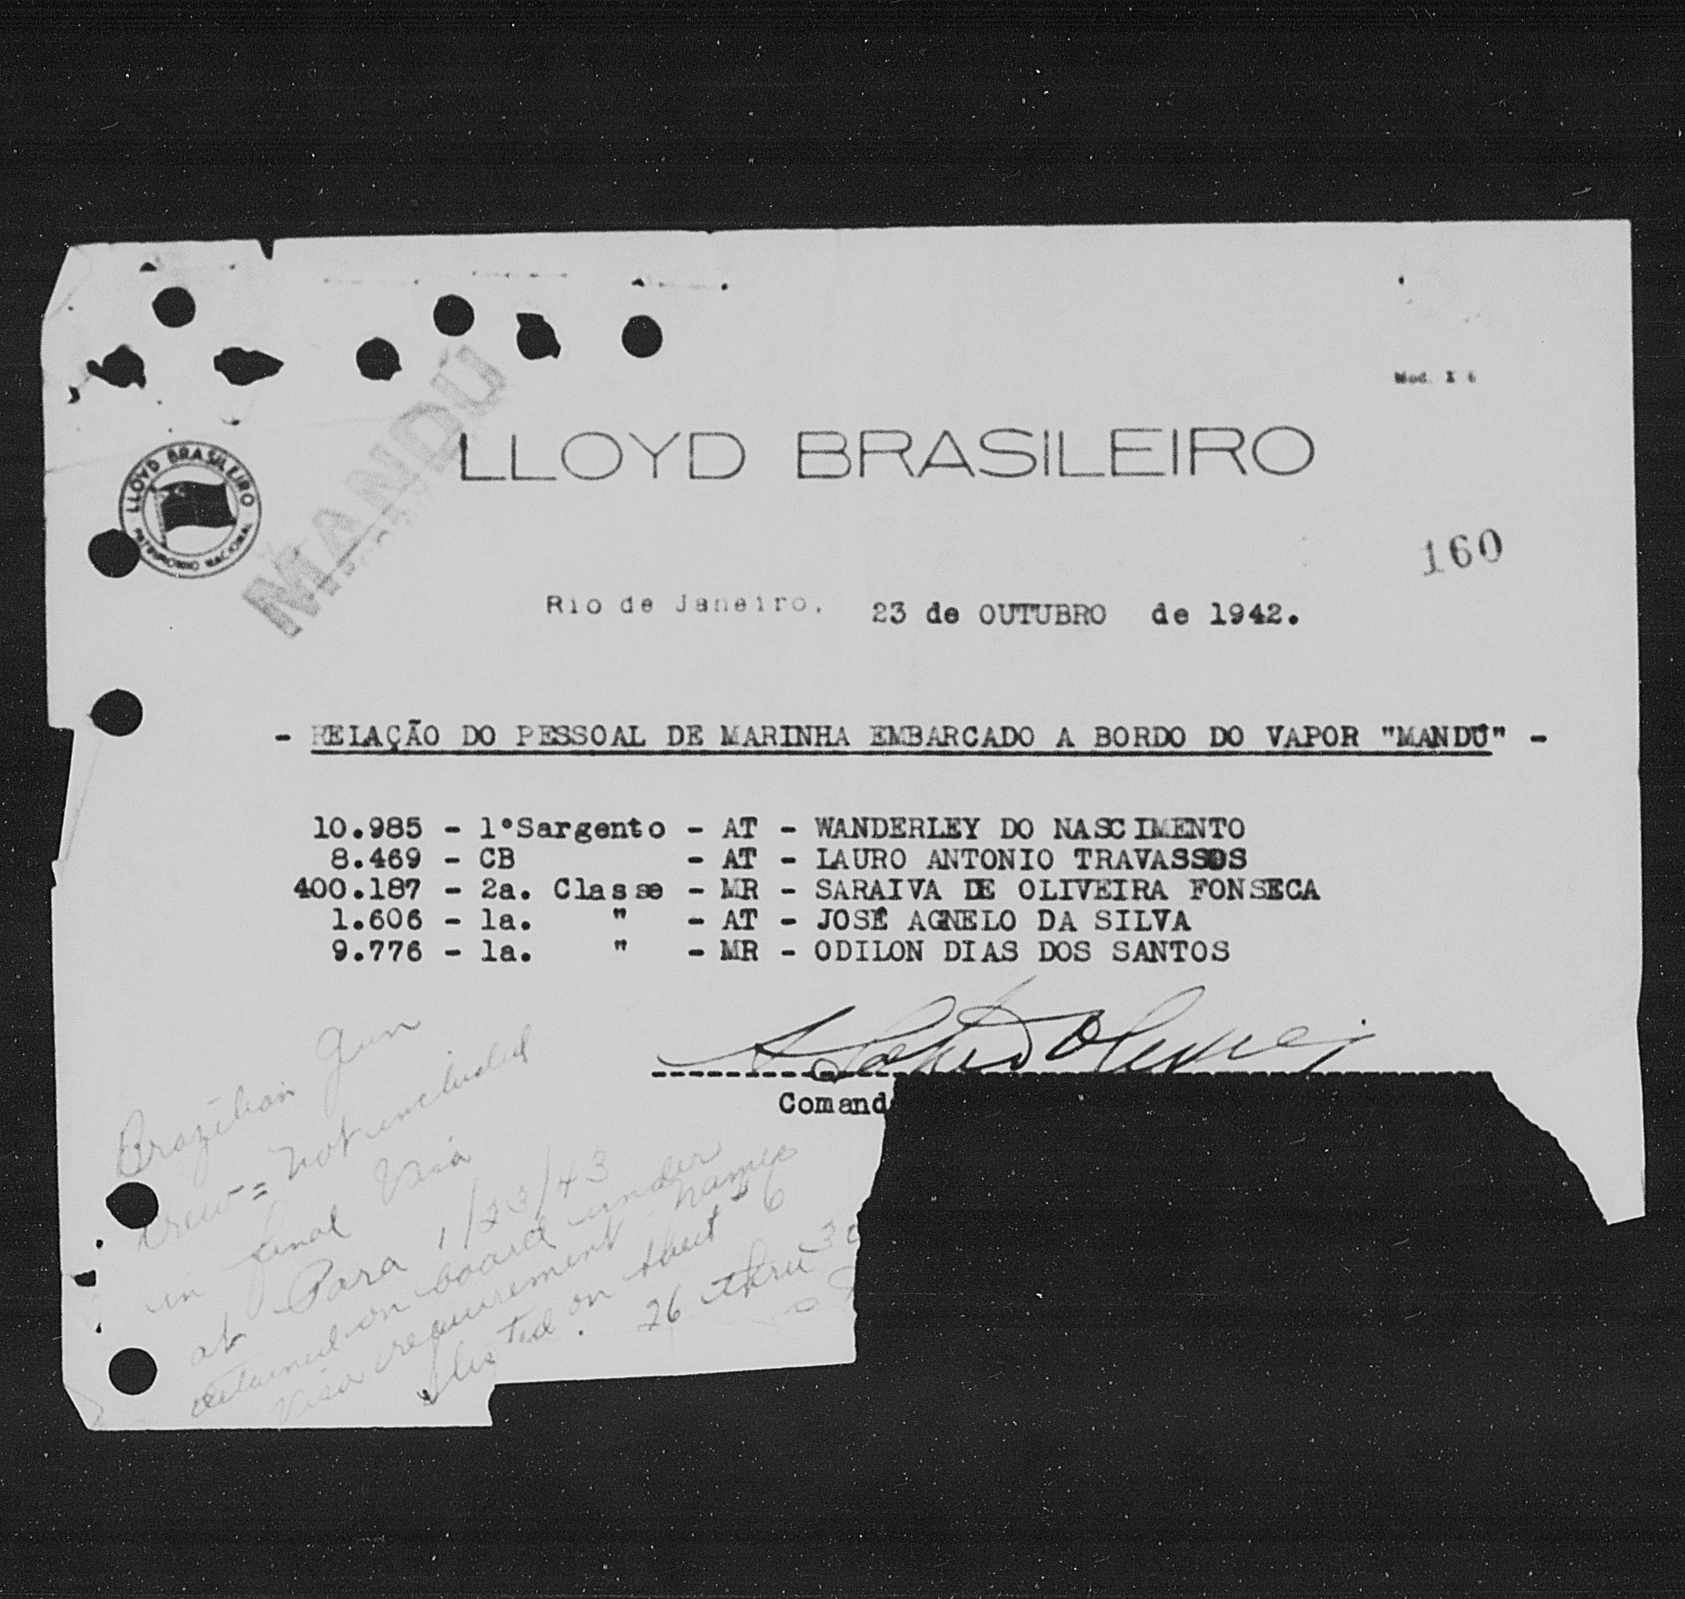 Mod. I 6
LLOYD BRASILEIRO
LLOYD BRASILEIRO
PATRIMONIO NACIONAL
MANDÚ
160
Rio de Janeiro, 23 de OUTUBRO de 1942.
- RELAÇÃO DO PESSOAL DE MARINHA EMBARCADO A BORDO DO VAPOR "MANDÚ" -
10.985 - 1°Sargento - AT - WANDERLEY DO NASCIMENTO
8.469 - CB - AT - LAURO ANTONIO TRAVASSOS
400.187 - 2a. Classe - MR - SARAIVA DE OLIVEIRA FONSECA
1.606 - 1a. " - AT - JOSÉ AGNELO DA SILVA
9.776 - 1a. " - MR - ODILON DIAS DOS SANTOS
Comand
Brazilian Gun
Crew = not included
in final Visa
at Para 1/23/43
detained on board under
Visa requirement names
listed on sheet #6
26 thru 30